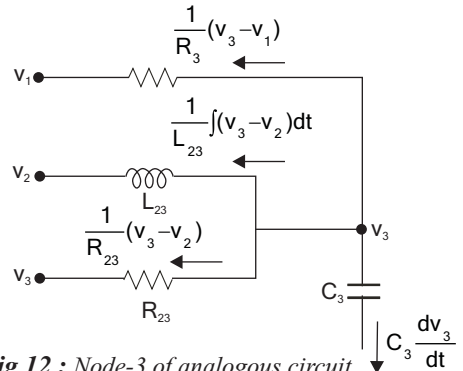 1/R₃ (v₃−v₁)
v₁
1/L₂₃ ∫(v₃−v₂)dt
v₂
L₂₃
1/R₂₃ (v₃−v₂)
v₃
v₃
R₂₃
C₃
C₃ dv₃/dt
ig 12 : Node-3 of analogous circuit